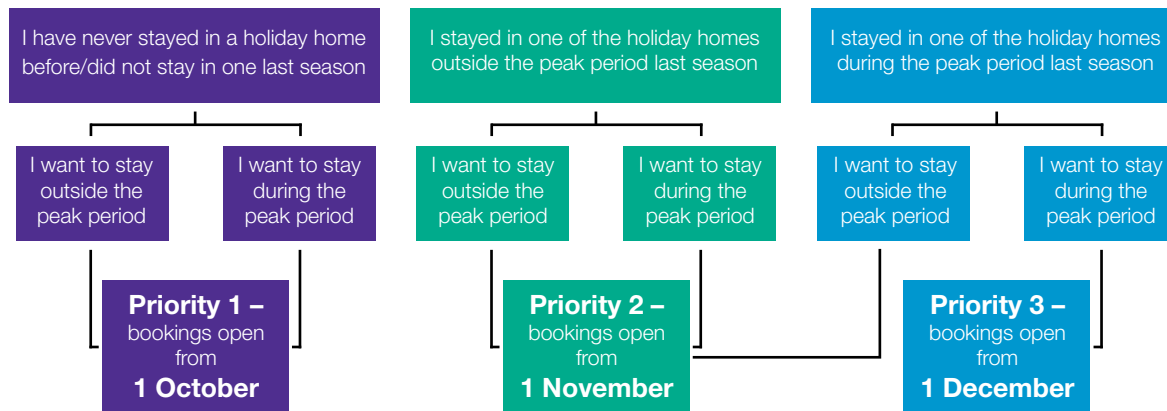 I have never stayed in a holiday home
before/did not stay in one last season
I stayed in one of the holiday homes
outside the peak period last season
I stayed in one of the holiday homes
during the peak period last season
I want to stay
outside the
peak period
I want to stay
during the
peak period
I want to stay
outside the
peak period
I want to stay
during the
peak period
I want to stay
outside the
peak period
I want to stay
during the
peak period
Priority 1 –
bookings open
from
1 October
Priority 2 –
bookings open
from
1 November
Priority 3 –
bookings open
from
1 December